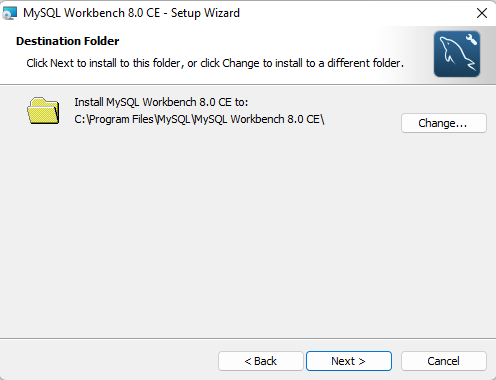 MySQL Workbench 8.0 CE - Setup Wizard
Destination Folder
Click Next to install to this folder, or click Change to install to a different folder.
Install MySQL Workbench 8.0 CE to:
C:\Program Files\MySQL\MySQL Workbench 8.0 CE\
Change...
< Back
Next >
Cancel